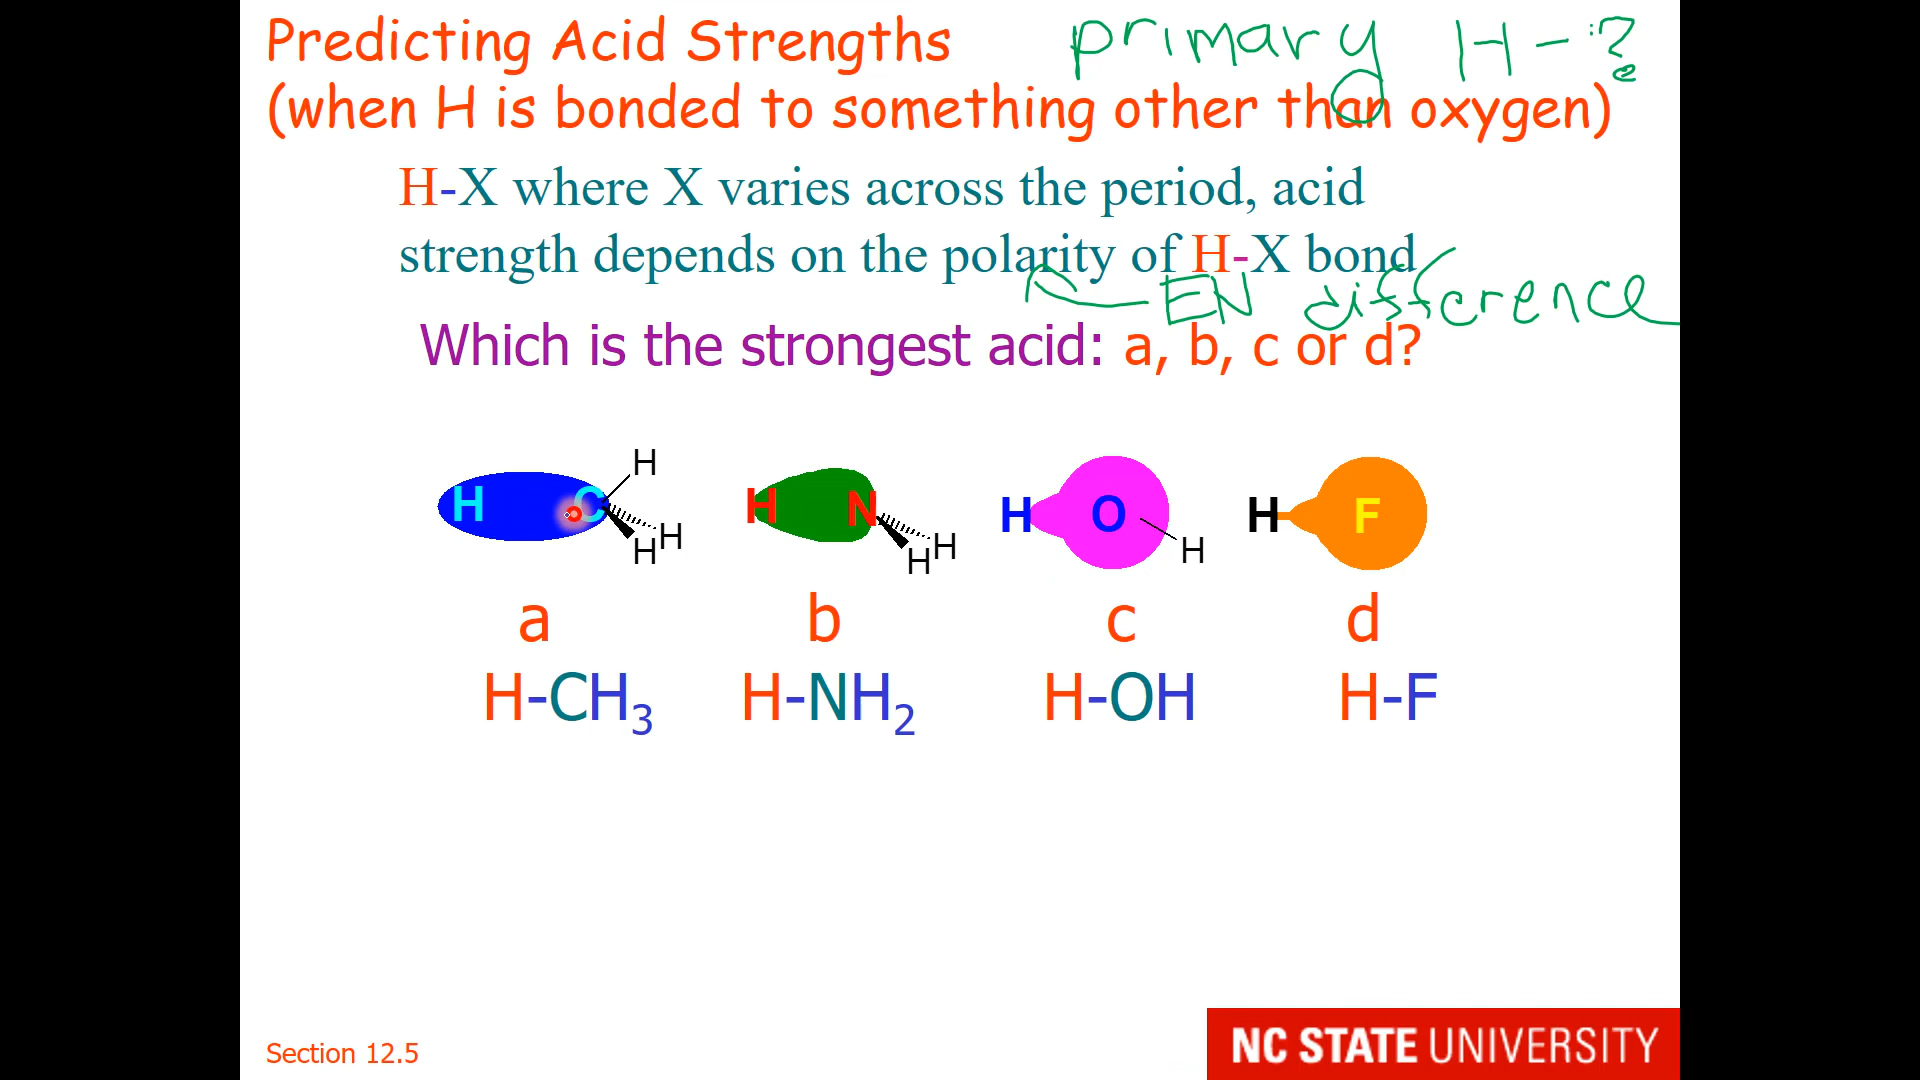 Predicting Acid Strengths primary H-?
(when H is bonded to something other than oxygen)
H-X where X varies across the period, acid
strength depends on the polarity of H-X bond
EN difference
Which is the strongest acid: a, b, c or d?
H C H H H
H N H H
H O H
H F
a b c d
H-CH₃ H-NH₂ H-OH H-F
Section 12.5
NC STATE UNIVERSITY